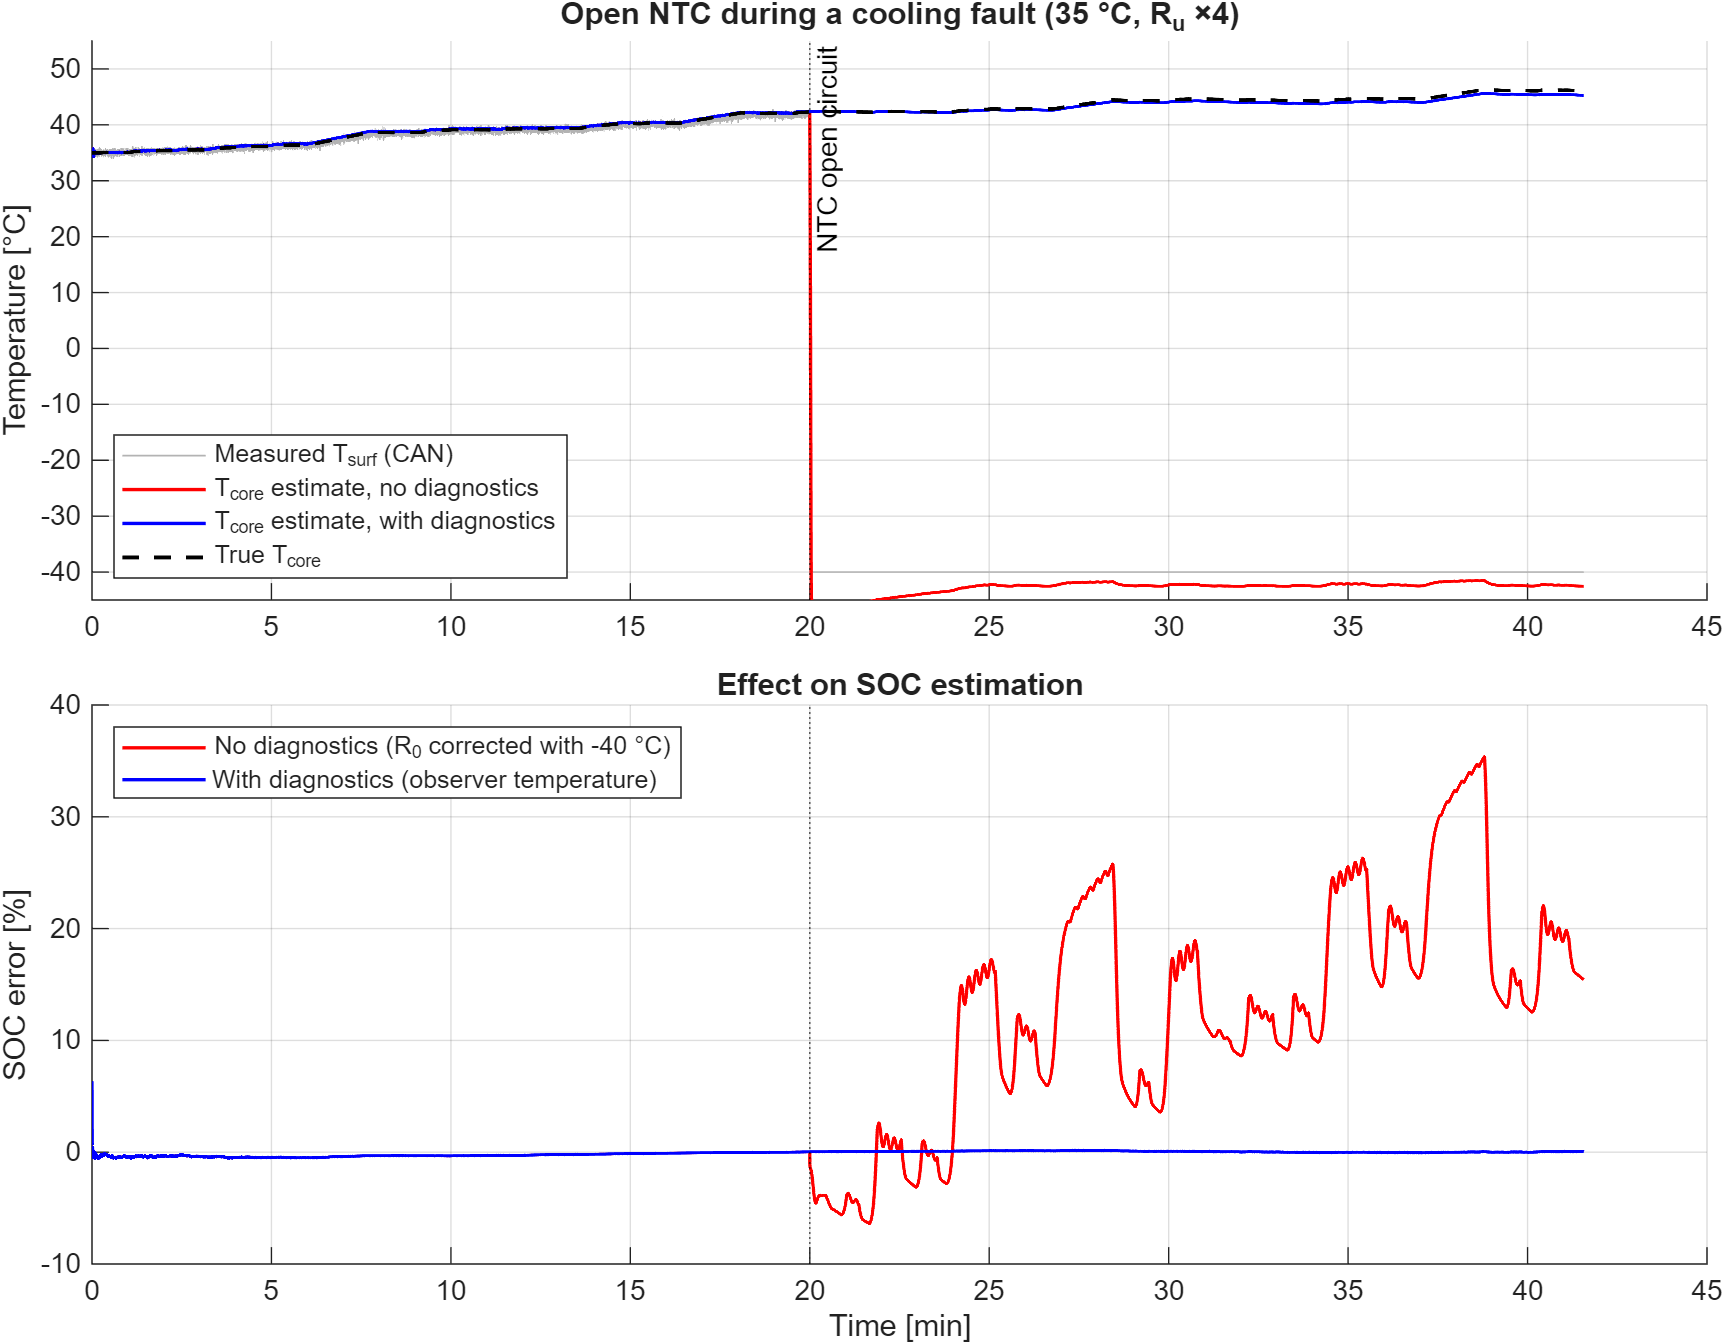 Open NTC during a cooling fault (35 °C, Ru ×4)
Temperature [°C]
50
40
30
20
10
0
-10
-20
-30
-40
NTC open circuit
Measured Tsurf (CAN)
Tcore estimate, no diagnostics
Tcore estimate, with diagnostics
True Tcore
0 5 10 15 20 25 30 35 40 45
Effect on SOC estimation
SOC error [%]
40
30
20
10
0
-10
No diagnostics (R0 corrected with -40 °C)
With diagnostics (observer temperature)
0 5 10 15 20 25 30 35 40 45
Time [min]